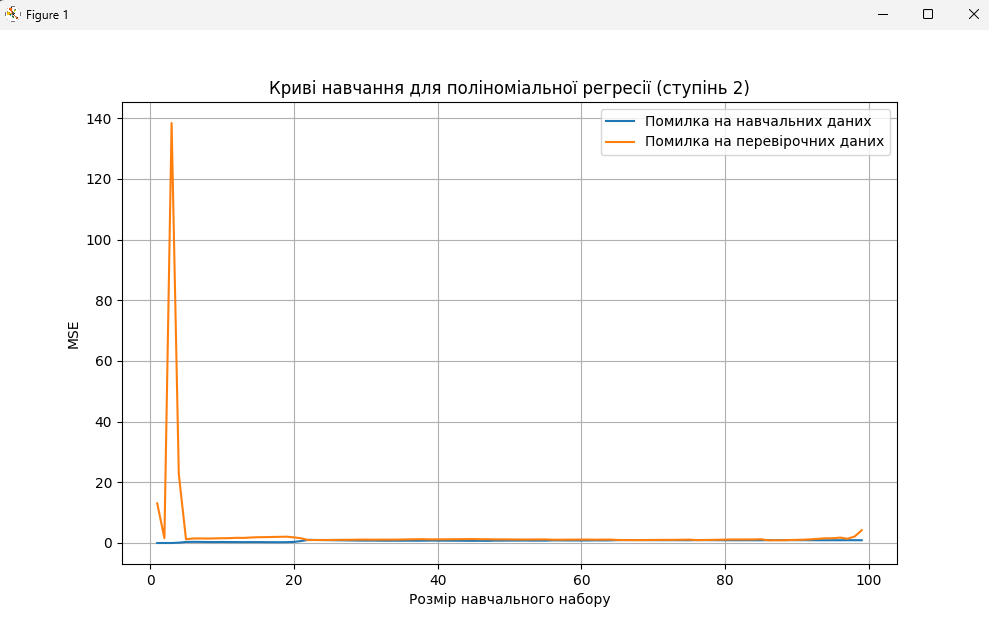 Figure 1
Криві навчання для поліноміальної регресії (ступінь 2)
Помилка на навчальних даних
Помилка на перевірочних даних
140
120
100
80
60
40
20
0
MSE
0 20 40 60 80 100
Розмір навчального набору